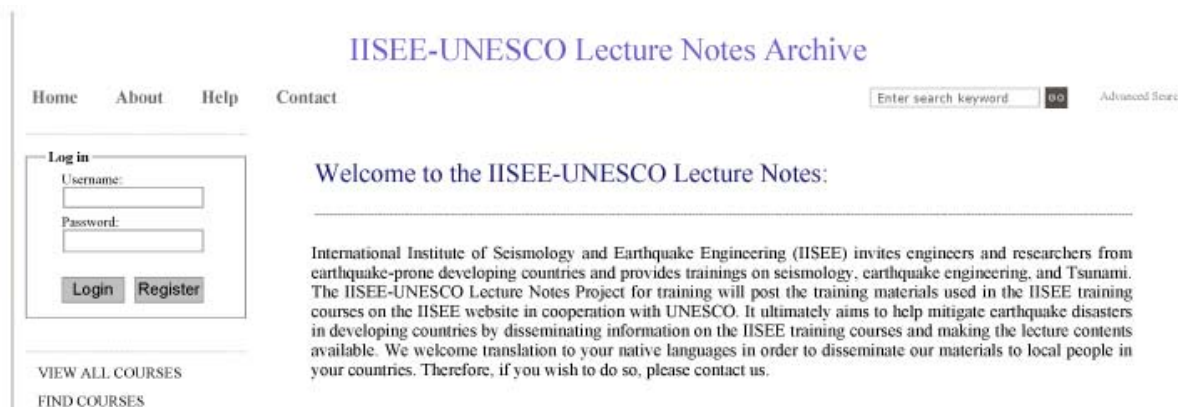 IISEE-UNESCO Lecture Notes Archive
Home About Help Contact
Enter search keyword GO Advanced
Log in
Username:
Password:
Login Register
VIEW ALL COURSES
FIND COURSES
Welcome to the IISEE-UNESCO Lecture Notes:
International Institute of Seismology and Earthquake Engineering (IISEE) invites engineers and researchers from
earthquake-prone developing countries and provides trainings on seismology, earthquake engineering, and Tsunami.
The IISEE-UNESCO Lecture Notes Project for training will post the training materials used in the IISEE training
courses on the IISEE website in cooperation with UNESCO. It ultimately aims to help mitigate earthquake disasters
in developing countries by disseminating information on the IISEE training courses and making the lecture contents
available. We welcome translation to your native languages in order to disseminate our materials to local people in
your countries. Therefore, if you wish to do so, please contact us.